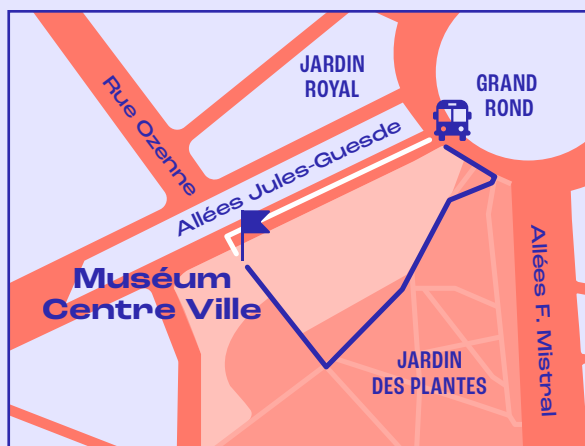 JARDIN
ROYAL
GRAND
ROND
Rue Ozenne
Allées Jules-Guesde
Muséum
Centre Ville
Allées F. Mistral
JARDIN
DES PLANTES